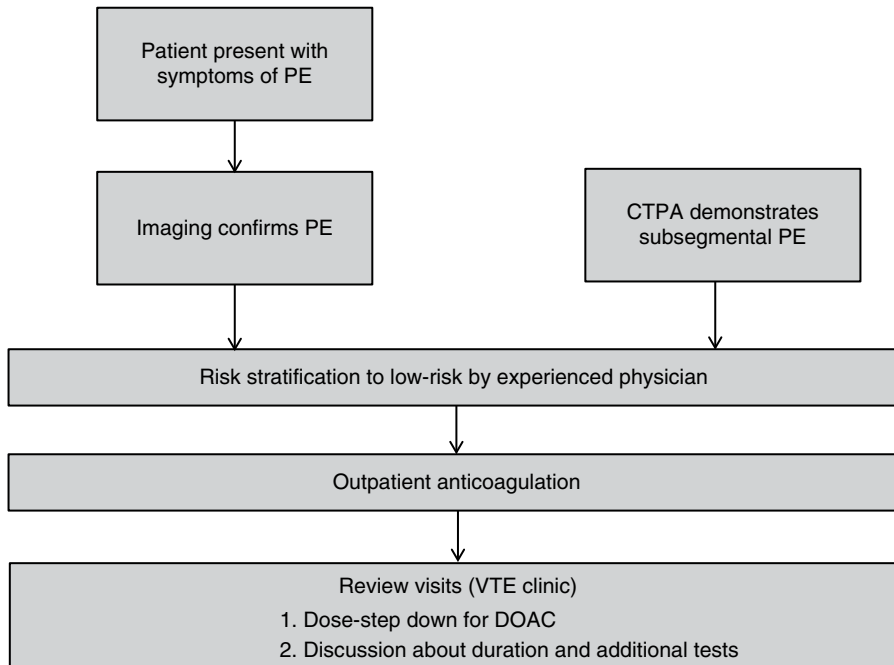 Patient present with
symptoms of PE
Imaging confirms PE
CTPA demonstrates
subsegmental PE
Risk stratification to low-risk by experienced physician
Outpatient anticoagulation
Review visits (VTE clinic)
1. Dose-step down for DOAC
2. Discussion about duration and additional tests